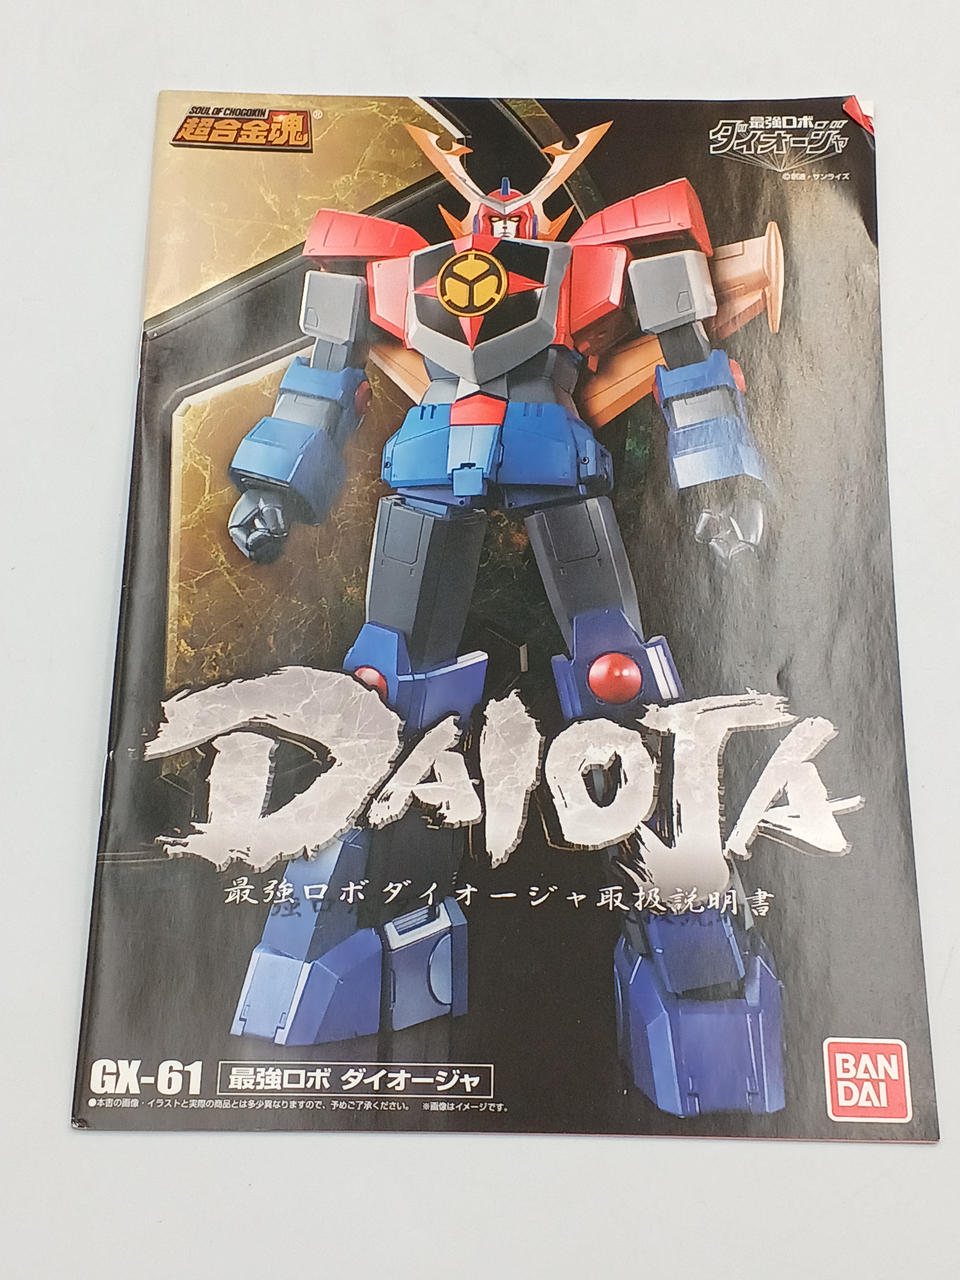 SOUL OF CHOGOKIN
超合金魂®
最強ロボ
ダイオージャ
©創通・サンライズ
DAIOTA
最強ロボダイオージャ取扱説明書
GX-61 最強ロボ ダイオージャ
●本書の画像・イラストと実際の商品とは多少異なりますので、予めご了承ください。 ※画像はイメージです。
BAN
DAI